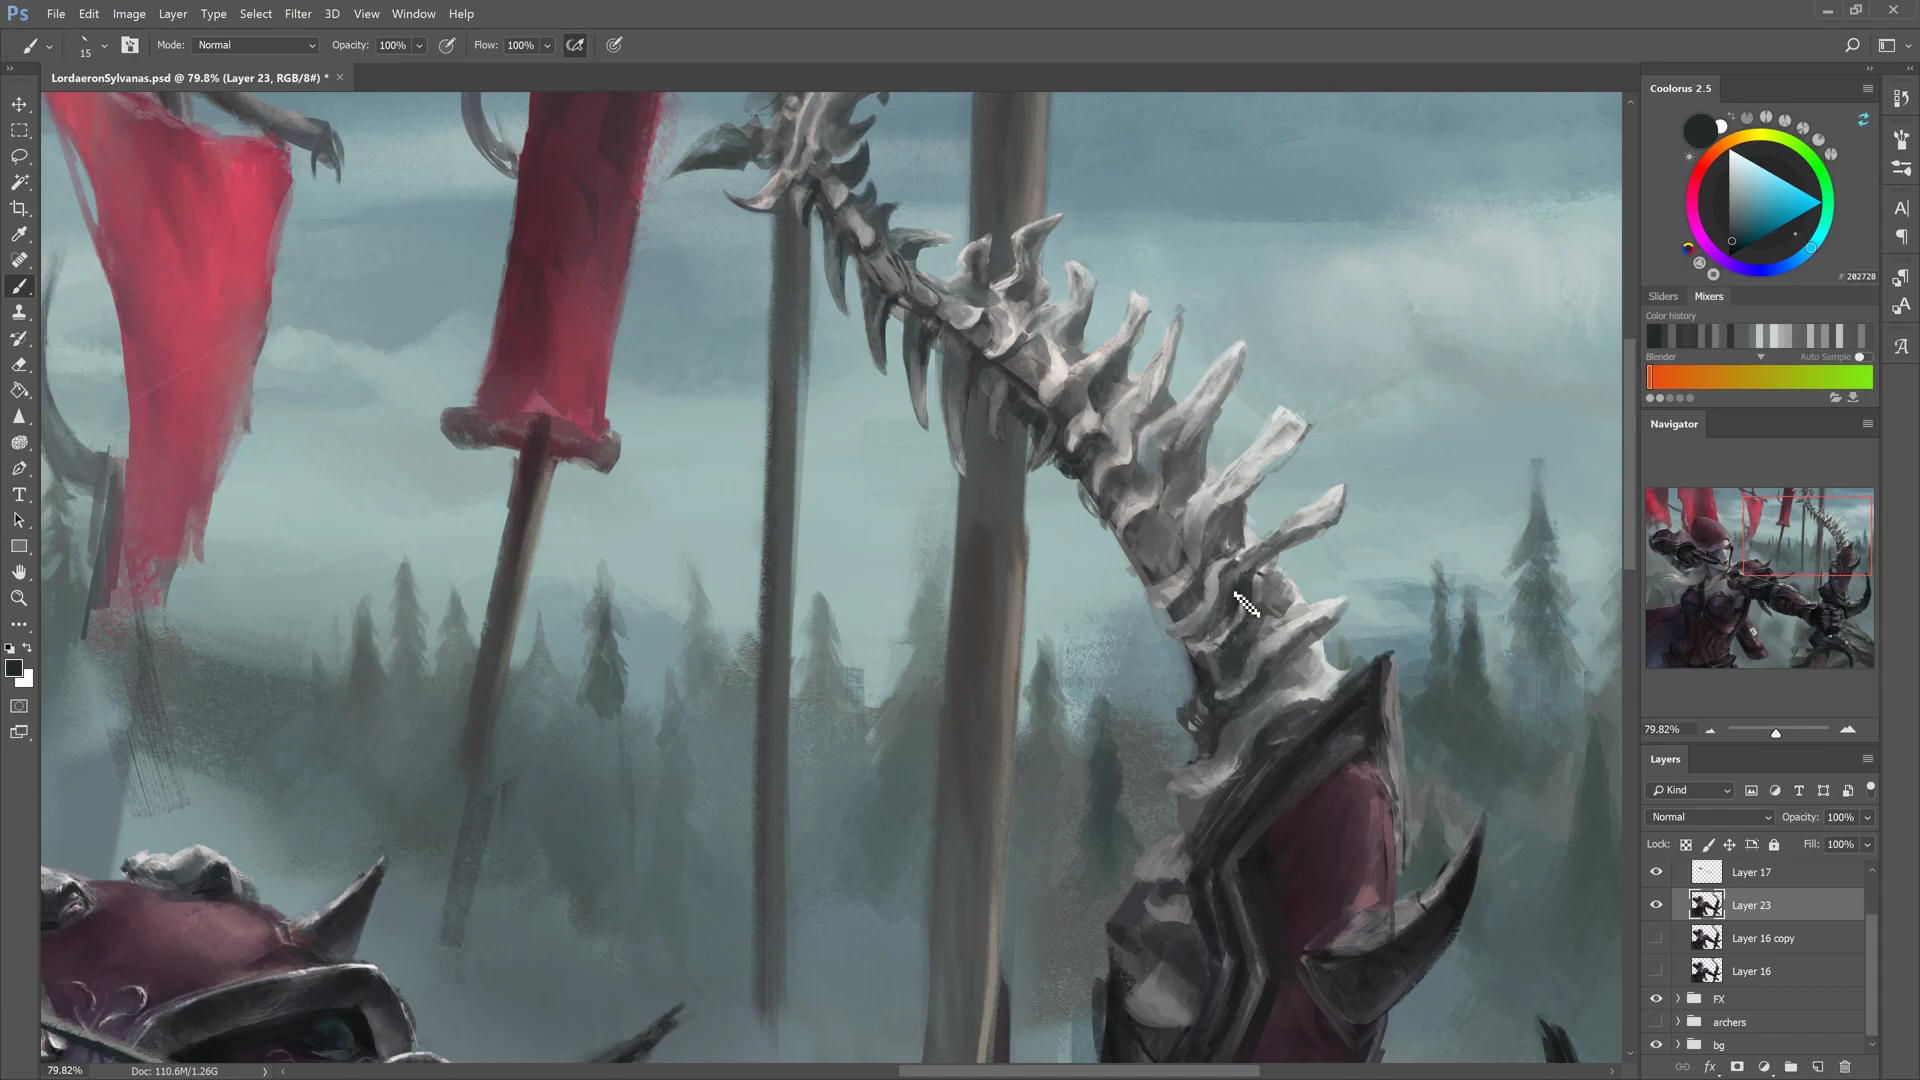 Ps File Edit Image Layer Type Select Filter 3D View Window Help
15 Mode: Normal Opacity: 100% Flow: 100%
LordaeronSylvanas.psd @ 79.8% (Layer 23, RGB/8#) * ×
Coolorus 2.5
# 202728
Sliders Mixers
Color history
Blender Auto Sample
Navigator
79.82%
Layers
Kind
Normal Opacity: 100%
Lock: Fill: 100%
Layer 17
Layer 23
Layer 16 copy
Layer 16
FX
archers
bg
fx
79.82% Doc: 110.6M/1.26G